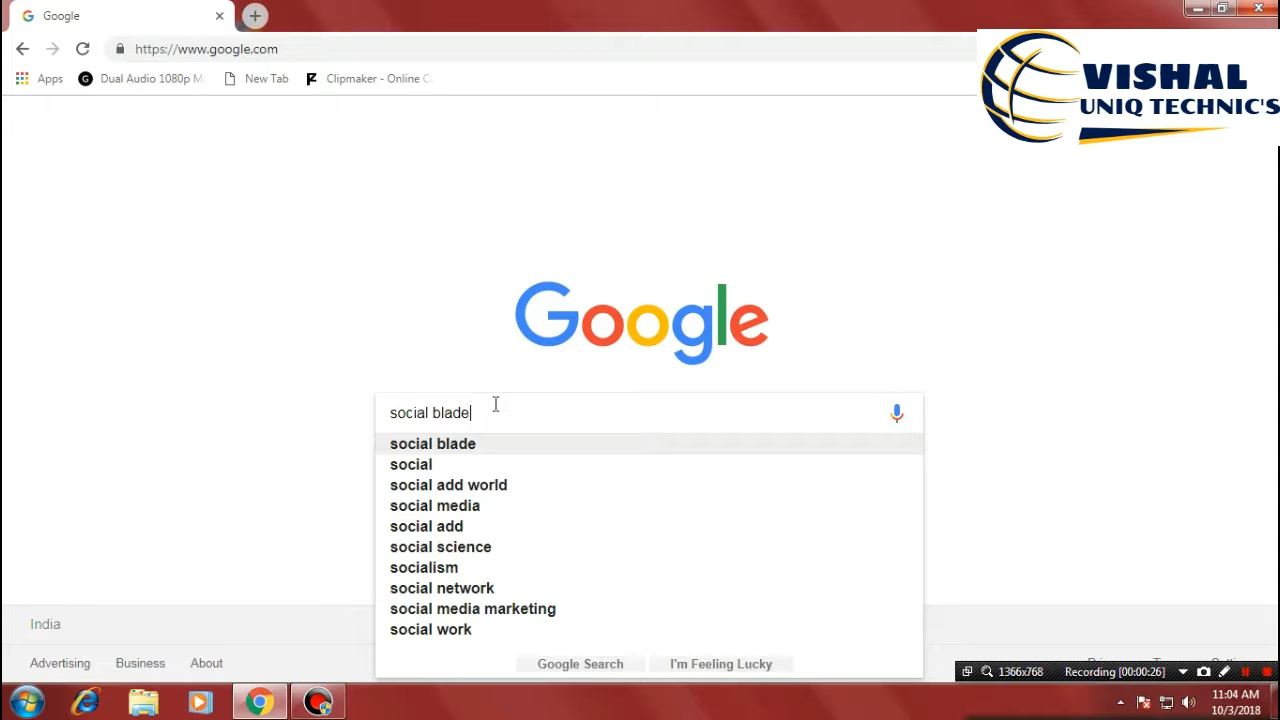 Google
https://www.google.com
Apps Dual Audio 1080p M New Tab Clipmaker - Online C
VISHAL
UNIQ TECHNIC'S
Google
social blade
social blade
social
social add world
social media
social add
social science
socialism
social network
social media marketing
social work
Google Search I'm Feeling Lucky
India
Advertising Business About
1366x768 Recording [00:00:26]
11:04 AM
10/3/2018